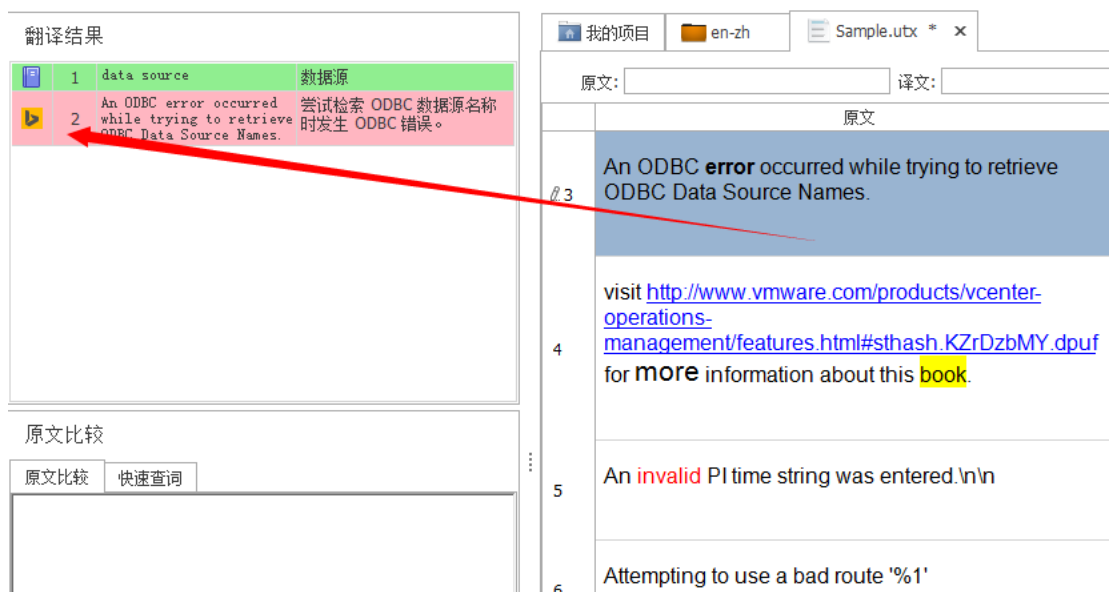 翻译结果
1 data source 数据源
2 An ODBC error occurred while trying to retrieve ODBC Data Source Names. 尝试检索 ODBC 数据源名称时发生 ODBC 错误。
原文比较
原文比较 快速查词
我的项目 en-zh Sample.utx * ×
原文: 译文:
原文
3 An ODBC error occurred while trying to retrieve
ODBC Data Source Names.
visit http://www.vmware.com/products/vcenter-
operations-
4 management/features.html#sthash.KZrDzbMY.dpuf
for more information about this book.
5 An invalid PI time string was entered.\n\n
6 Attempting to use a bad route '%1'